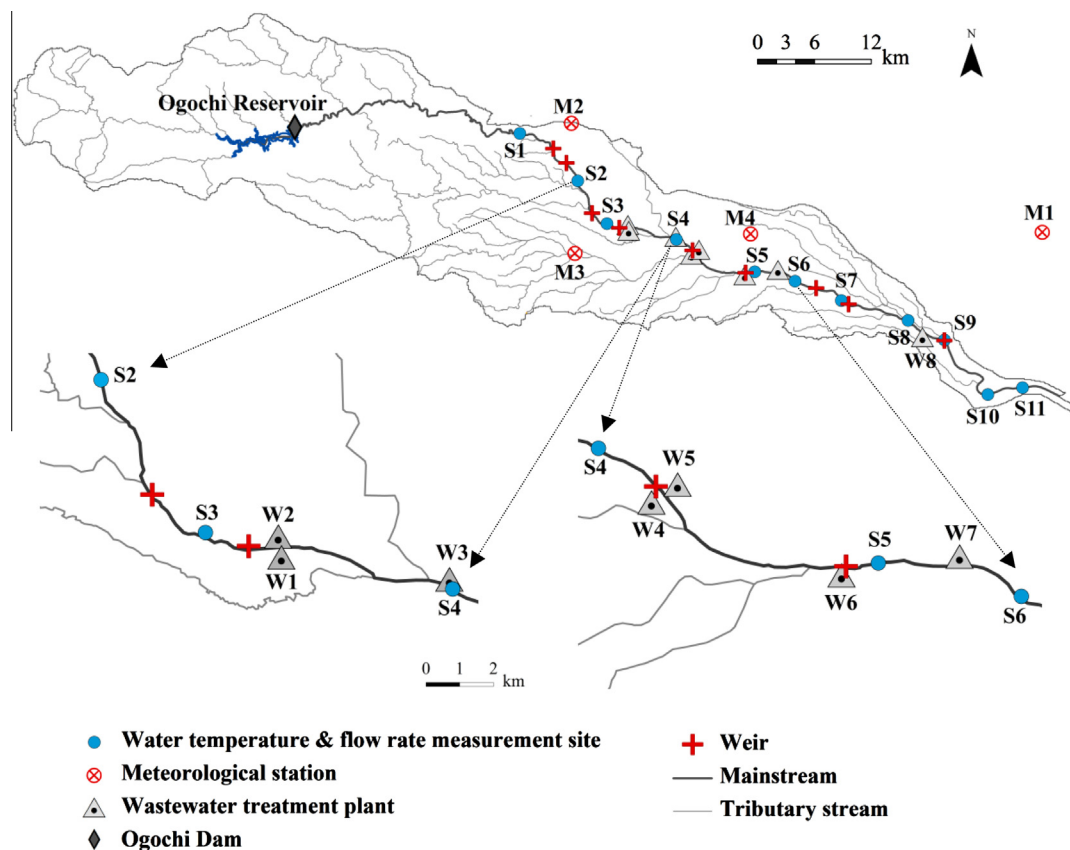 0 3 6 12
km
N
Ogochi Reservoir
M2
S1
S2
M1
S3
S4
M4
M3
S5
S6
S7
S8
S9
W8
S10
S11
S2
S3
W2
W1
W3
S4
S4
W5
W4
S5
W7
W6
S6
0 1 2
km
Water temperature & flow rate measurement site
Meteorological station
Wastewater treatment plant
Ogochi Dam
Weir
Mainstream
Tributary stream